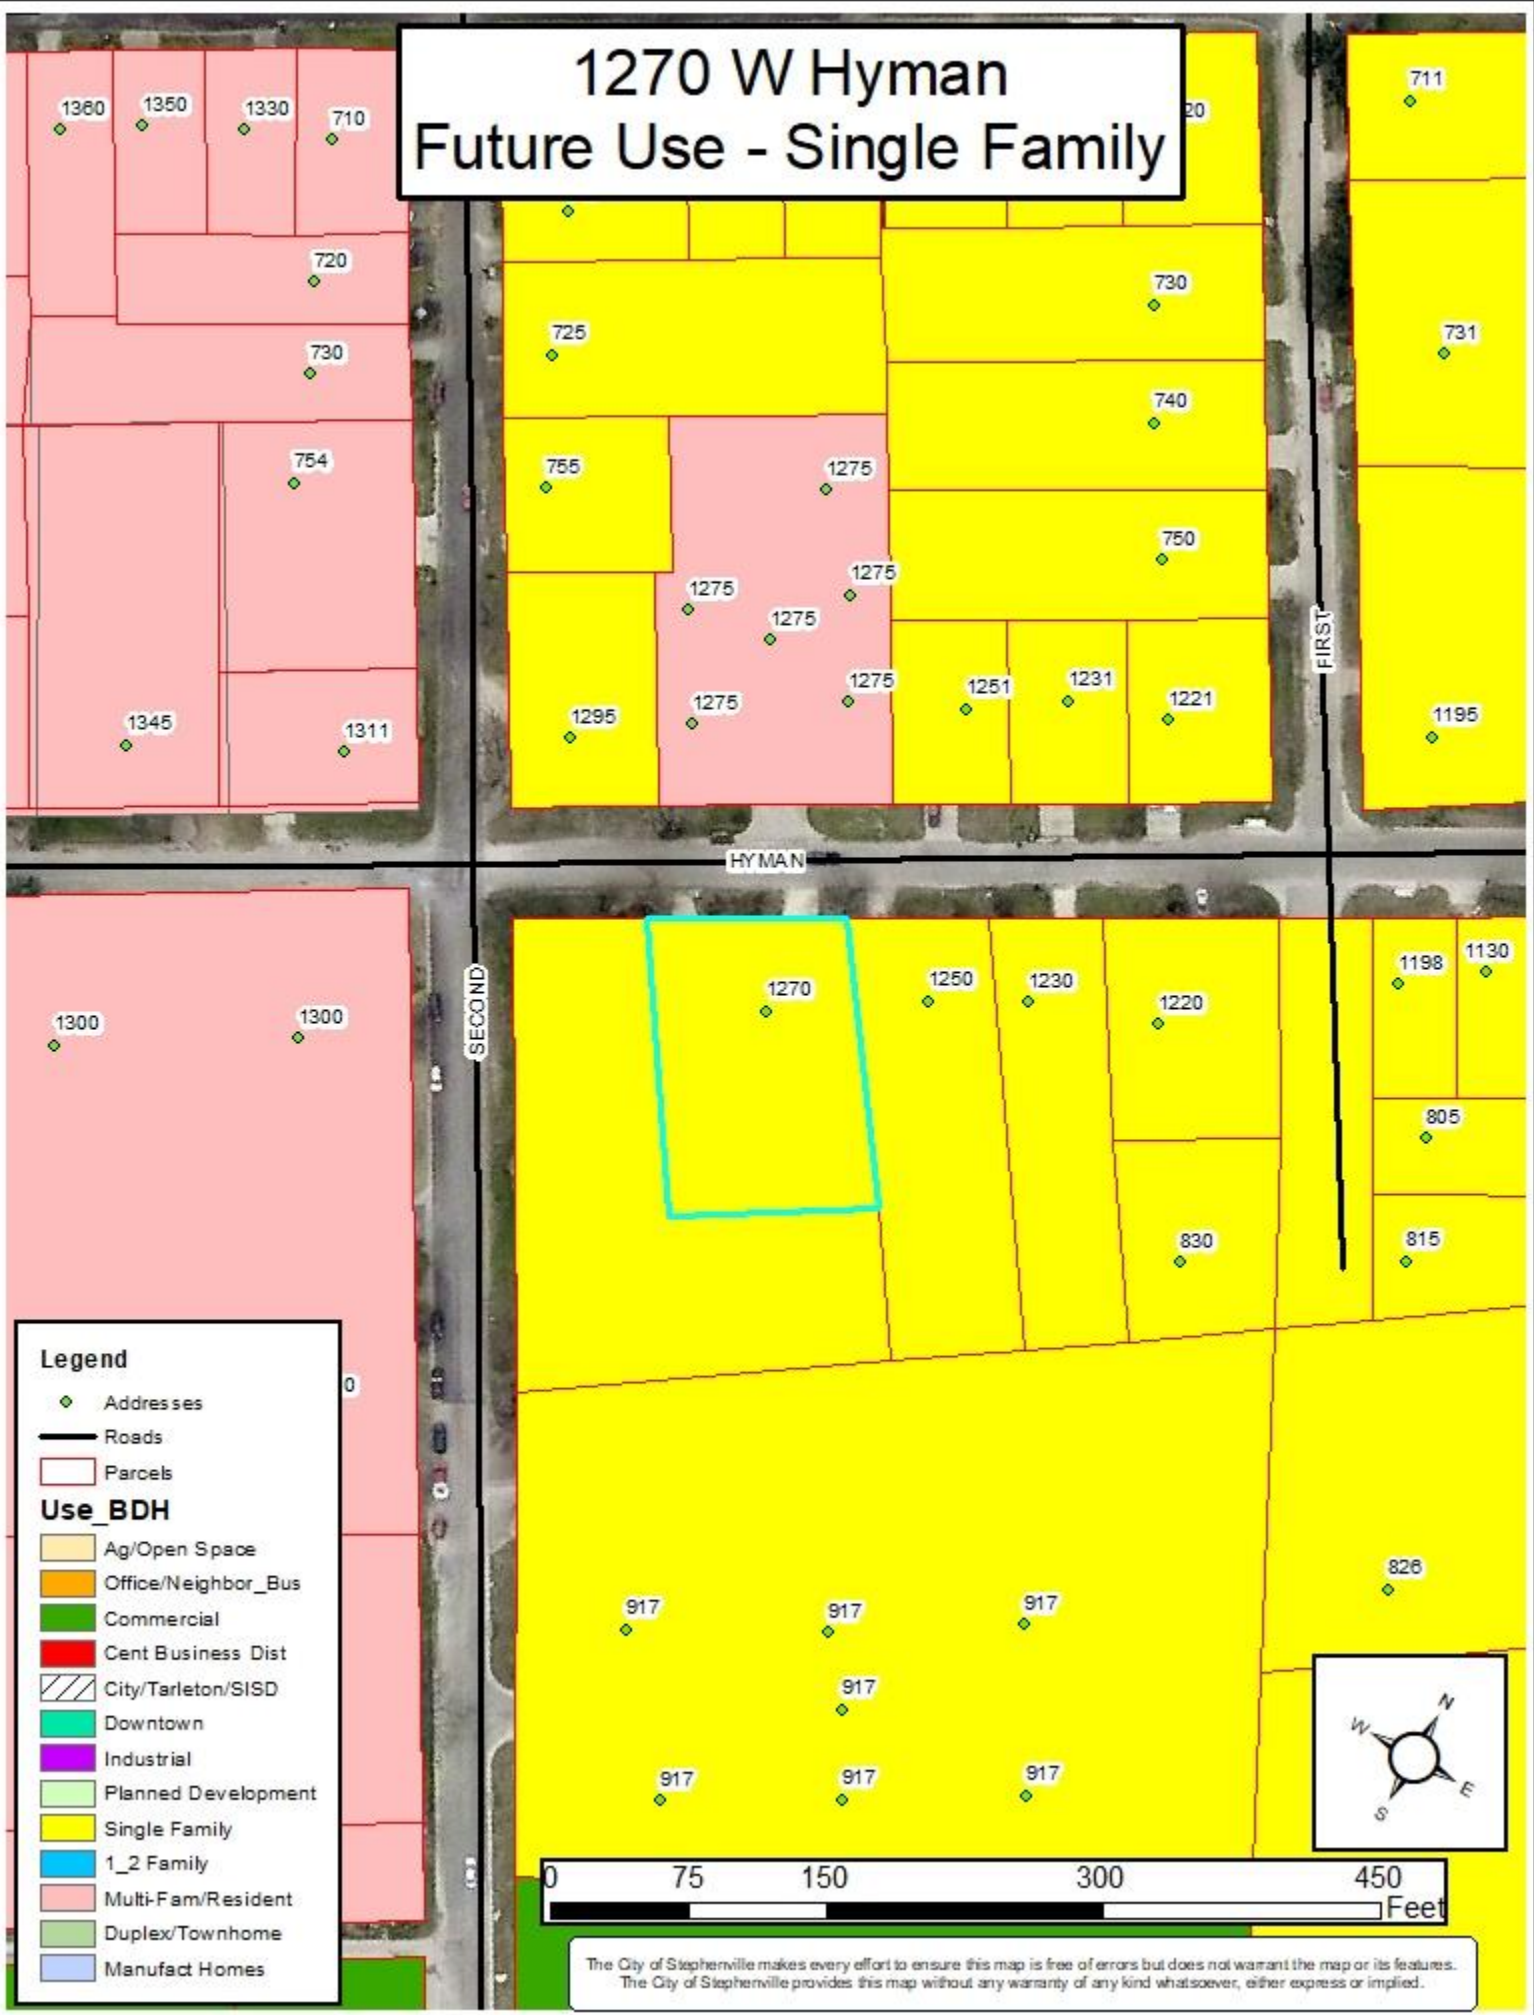 1270 W Hyman
Future Use - Single Family
1360
1350
1330
710
20
711
720
730
725
730
731
740
754
755
1275
750
1275
1275
1275
1275
1275
1251
1231
1221
FIRST
1345
1311
1295
1195
HYMAN
SECOND
1300
1300
1270
1250
1230
1220
1198
1130
805
830
815
0
826
917
917
917
917
917
917
917
Legend
Addresses
Roads
Parcels
Use_BDH
Ag/Open Space
Office/Neighbor_Bus
Commercial
Cent Business Dist
City/Tarleton/SISD
Downtown
Industrial
Planned Development
Single Family
1_2 Family
Multi-Fam/Resident
Duplex/Townhome
Manufact Homes
N
W
E
S
0 75 150 300 450
Feet
The City of Stephenville makes every effort to ensure this map is free of errors but does not warrant the map or its features.
The City of Stephenville provides this map without any warranty of any kind whatsoever, either express or implied.